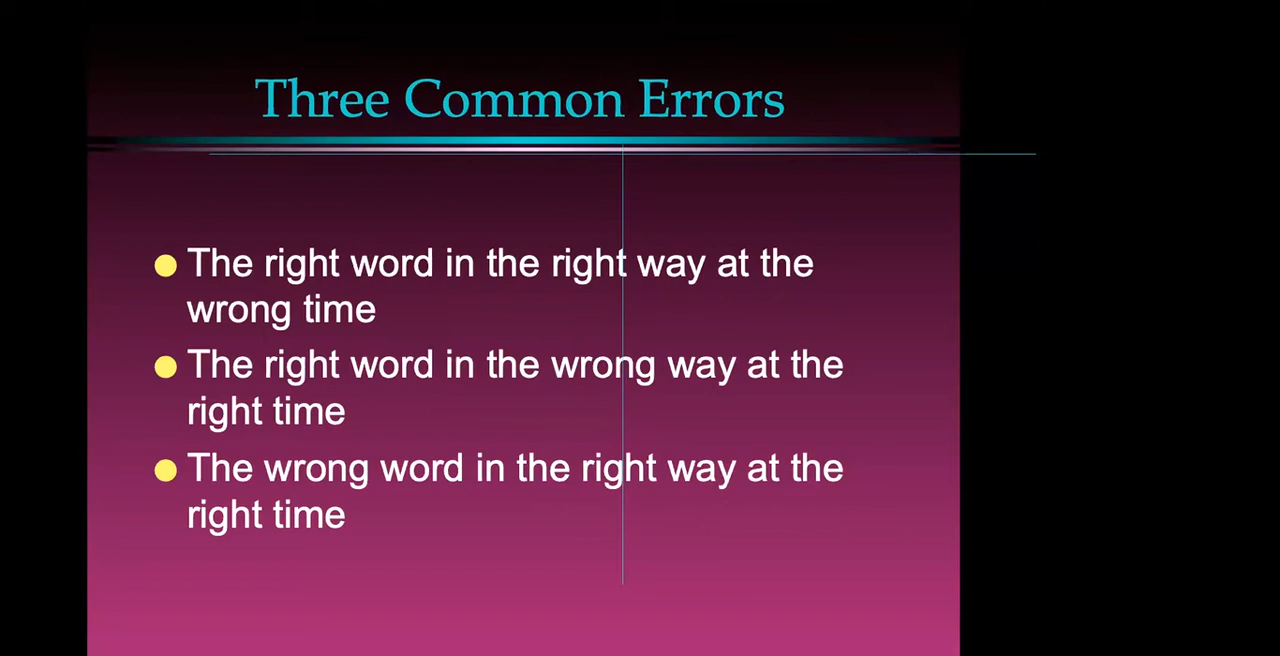 Three Common Errors
The right word in the right way at the
wrong time
The right word in the wrong way at the
right time
The wrong word in the right way at the
right time